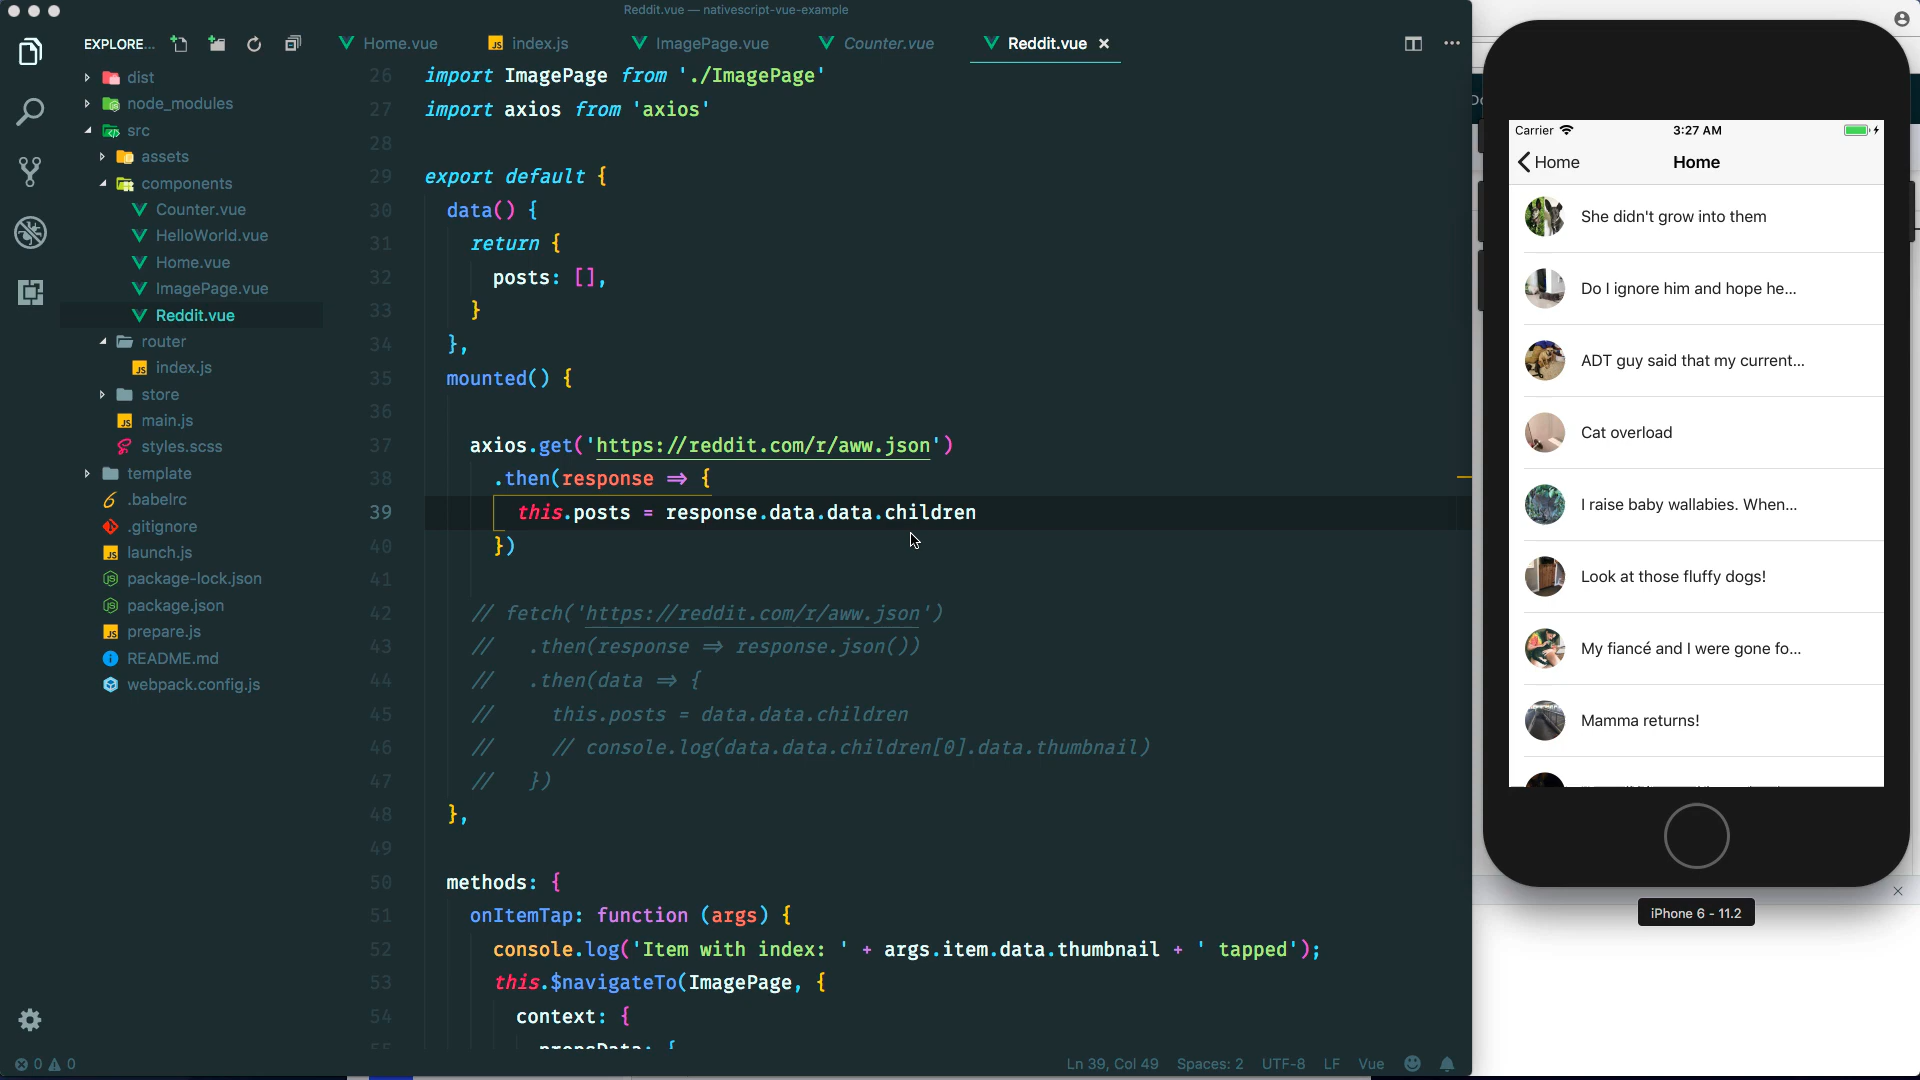 Reddit.vue — nativescript-vue-example
EXPLORE...
Home.vue
index.js
ImagePage.vue
Counter.vue
Reddit.vue
dist
node_modules
src
assets
components
Counter.vue
HelloWorld.vue
Home.vue
ImagePage.vue
Reddit.vue
router
index.js
store
main.js
styles.scss
template
.babelrc
.gitignore
launch.js
package-lock.json
package.json
prepare.js
README.md
webpack.config.js
26 import ImagePage from './ImagePage'
27 import axios from 'axios'
28
29 export default {
30 data() {
31 return {
32 posts: [],
33 }
34 },
35 mounted() {
36
37 axios.get('https://reddit.com/r/aww.json')
38 .then(response => {
39 this.posts = response.data.data.children
40 })
41
42 // fetch('https://reddit.com/r/aww.json')
43 // .then(response => response.json())
44 // .then(data => {
45 // this.posts = data.data.children
46 // // console.log(data.data.children[0].data.thumbnail)
47 // })
48 },
49
50 methods: {
51 onItemTap: function (args) {
52 console.log('Item with index: ' + args.item.data.thumbnail + ' tapped');
53 this.$navigateTo(ImagePage, {
54 context: {
55 propsData: {
0 0
Ln 39, Col 49 Spaces: 2 UTF-8 LF Vue
Carrier 3:27 AM
Home Home
She didn't grow into them
Do I ignore him and hope he...
ADT guy said that my current...
Cat overload
I raise baby wallabies. When...
Look at those fluffy dogs!
My fiancé and I were gone fo...
Mamma returns!
iPhone 6 - 11.2